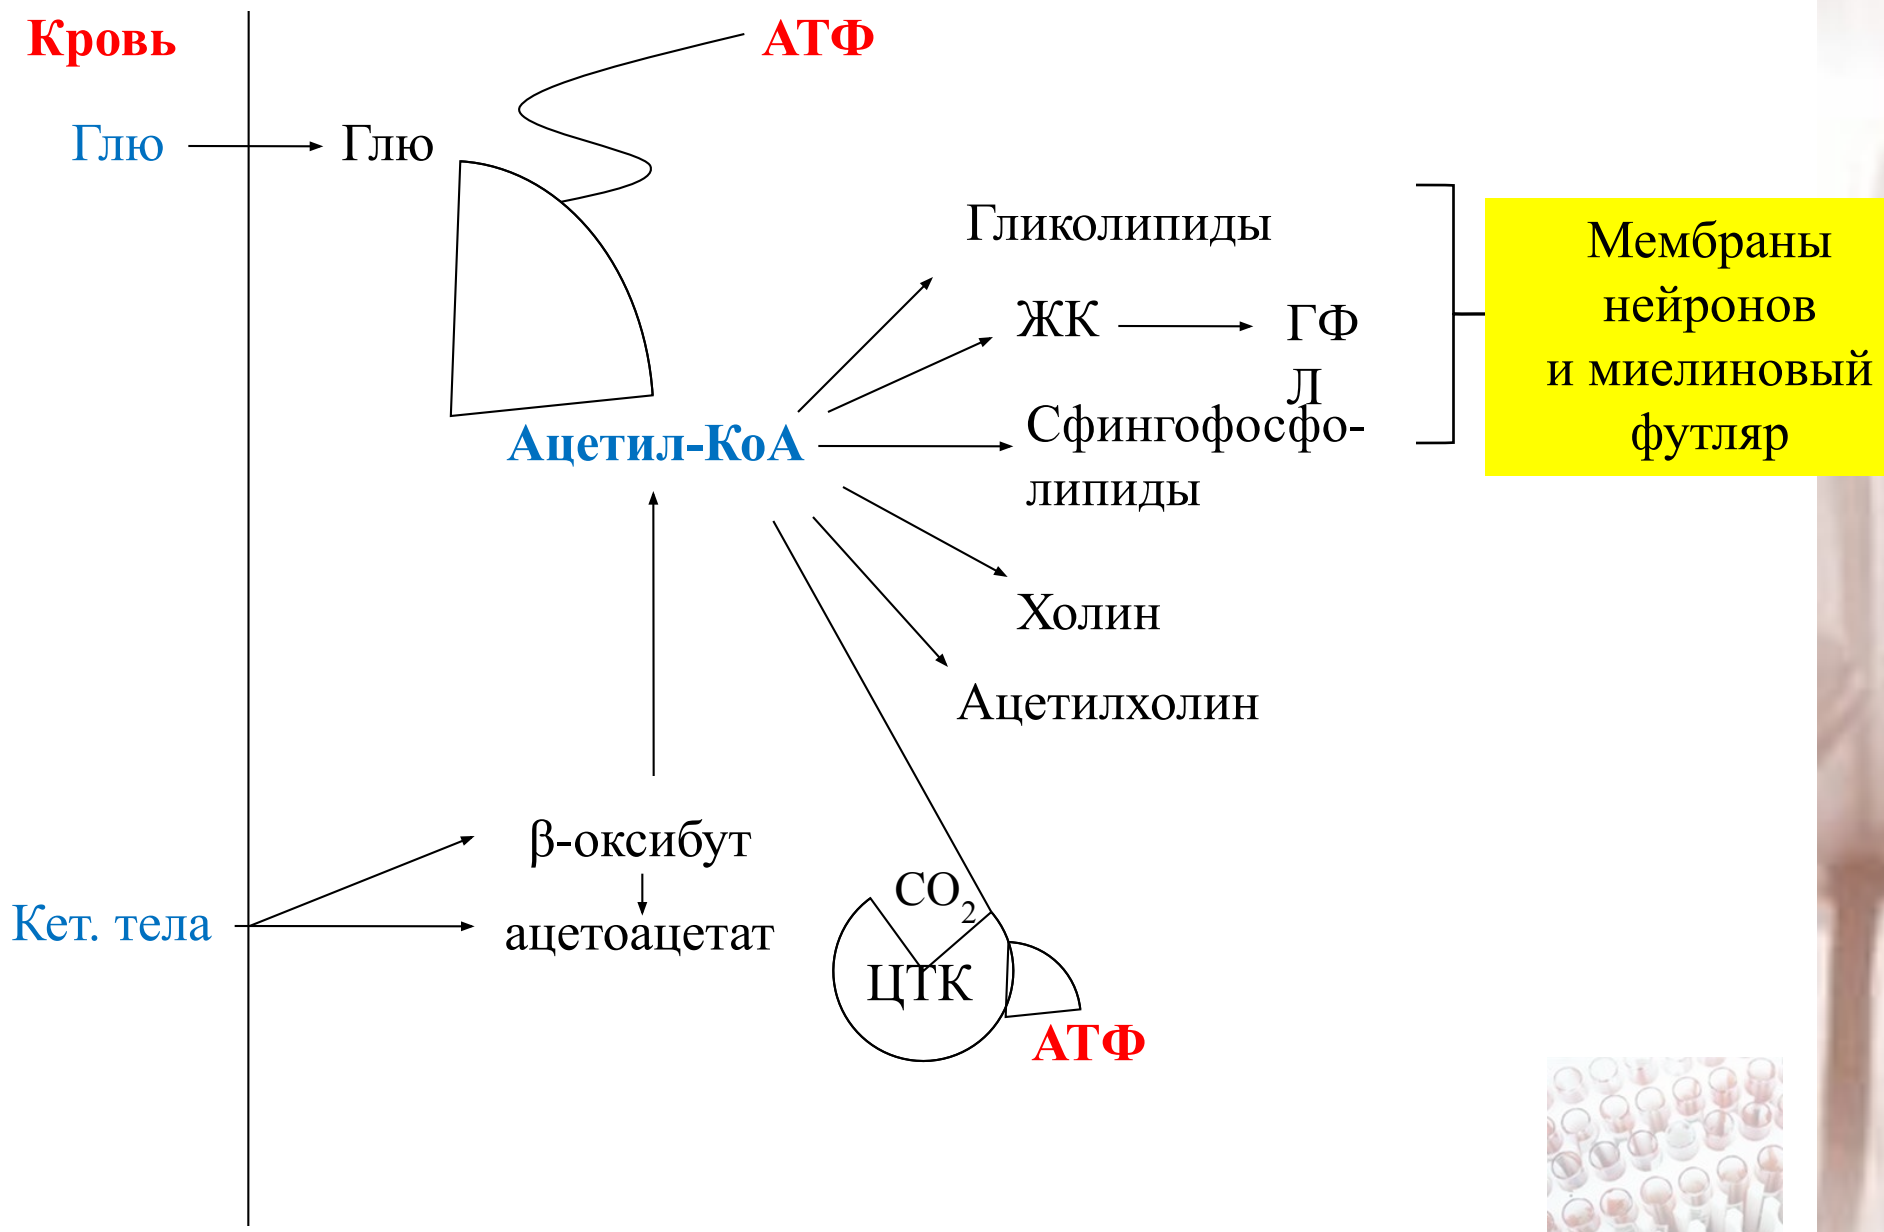 Кровь
АТФ
Глю
Глю
Гликолипиды
ЖК
ГФ
Л
Сфингофосфо-
липиды
Мембраны
нейронов
и миелиновый
футляр
Ацетил-КоА
Холин
Ацетилхолин
β-оксибут
Кет. тела
ацетоацетат
CO2
ЦТК
АТФ